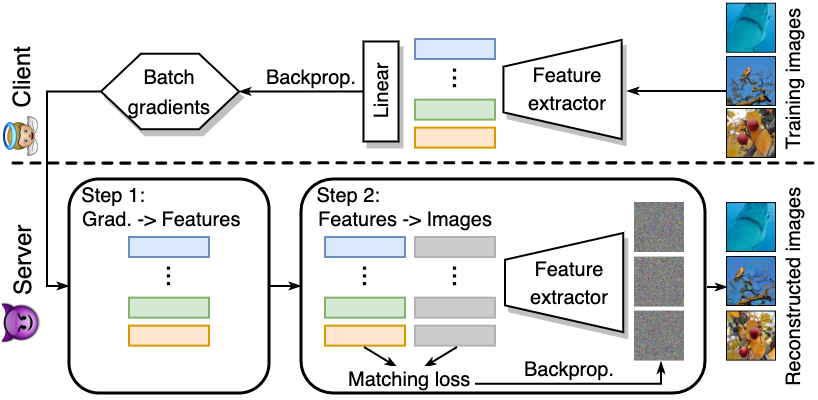 Client
Batch
gradients
Backprop.
Linear
⋮
Feature
extractor
Training images
Server
Step 1:
Grad. -> Features
⋮
Step 2:
Features -> Images
⋮
⋮
Feature
extractor
Matching loss
Backprop.
Reconstructed images